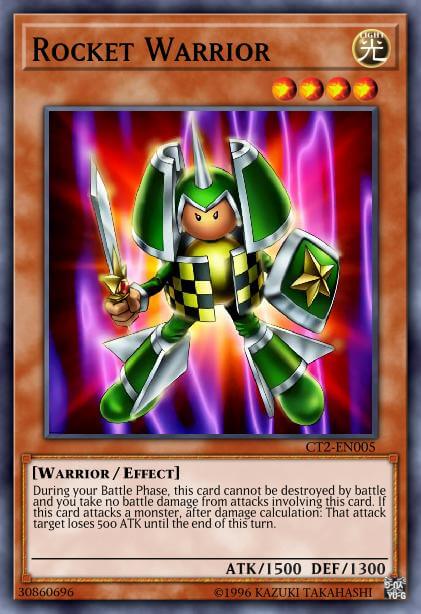 ROCKET WARRIOR
LIGHT
光
CT2-EN005
[WARRIOR / EFFECT]
During your Battle Phase, this card cannot be destroyed by battle
and you take no battle damage from attacks involving this card. If
this card attacks a monster, after damage calculation: That attack
target loses 500 ATK until the end of this turn.
ATK/1500 DEF/1300
30860696
©1996 KAZUKI TAKAHASHI